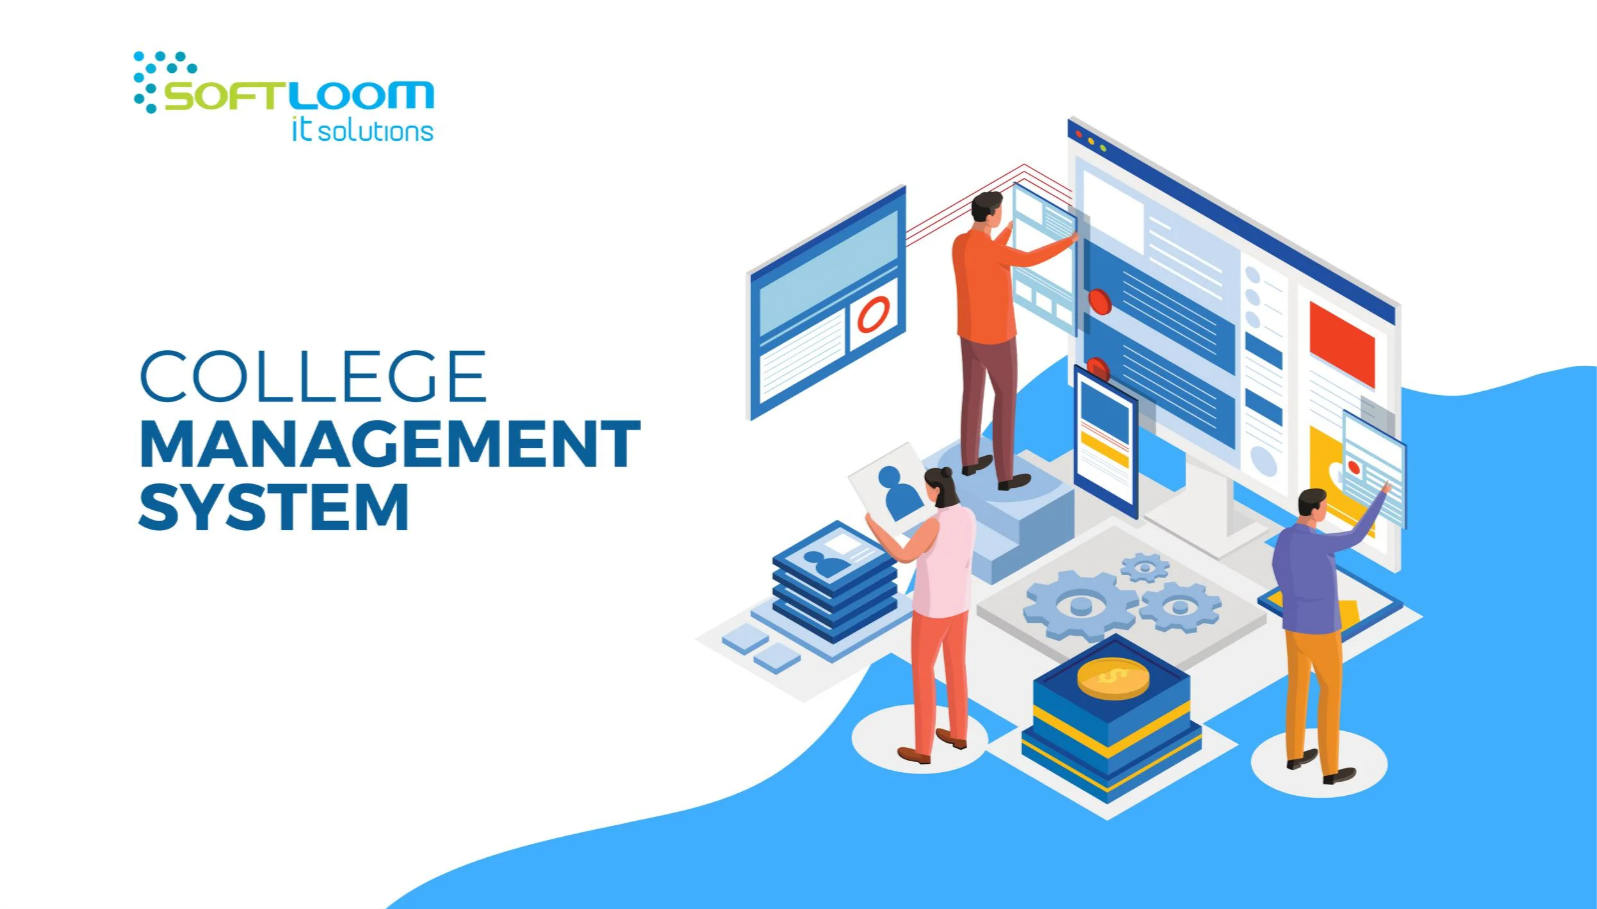 SOFTLOOM
it solutions
COLLEGE
MANAGEMENT
SYSTEM
$